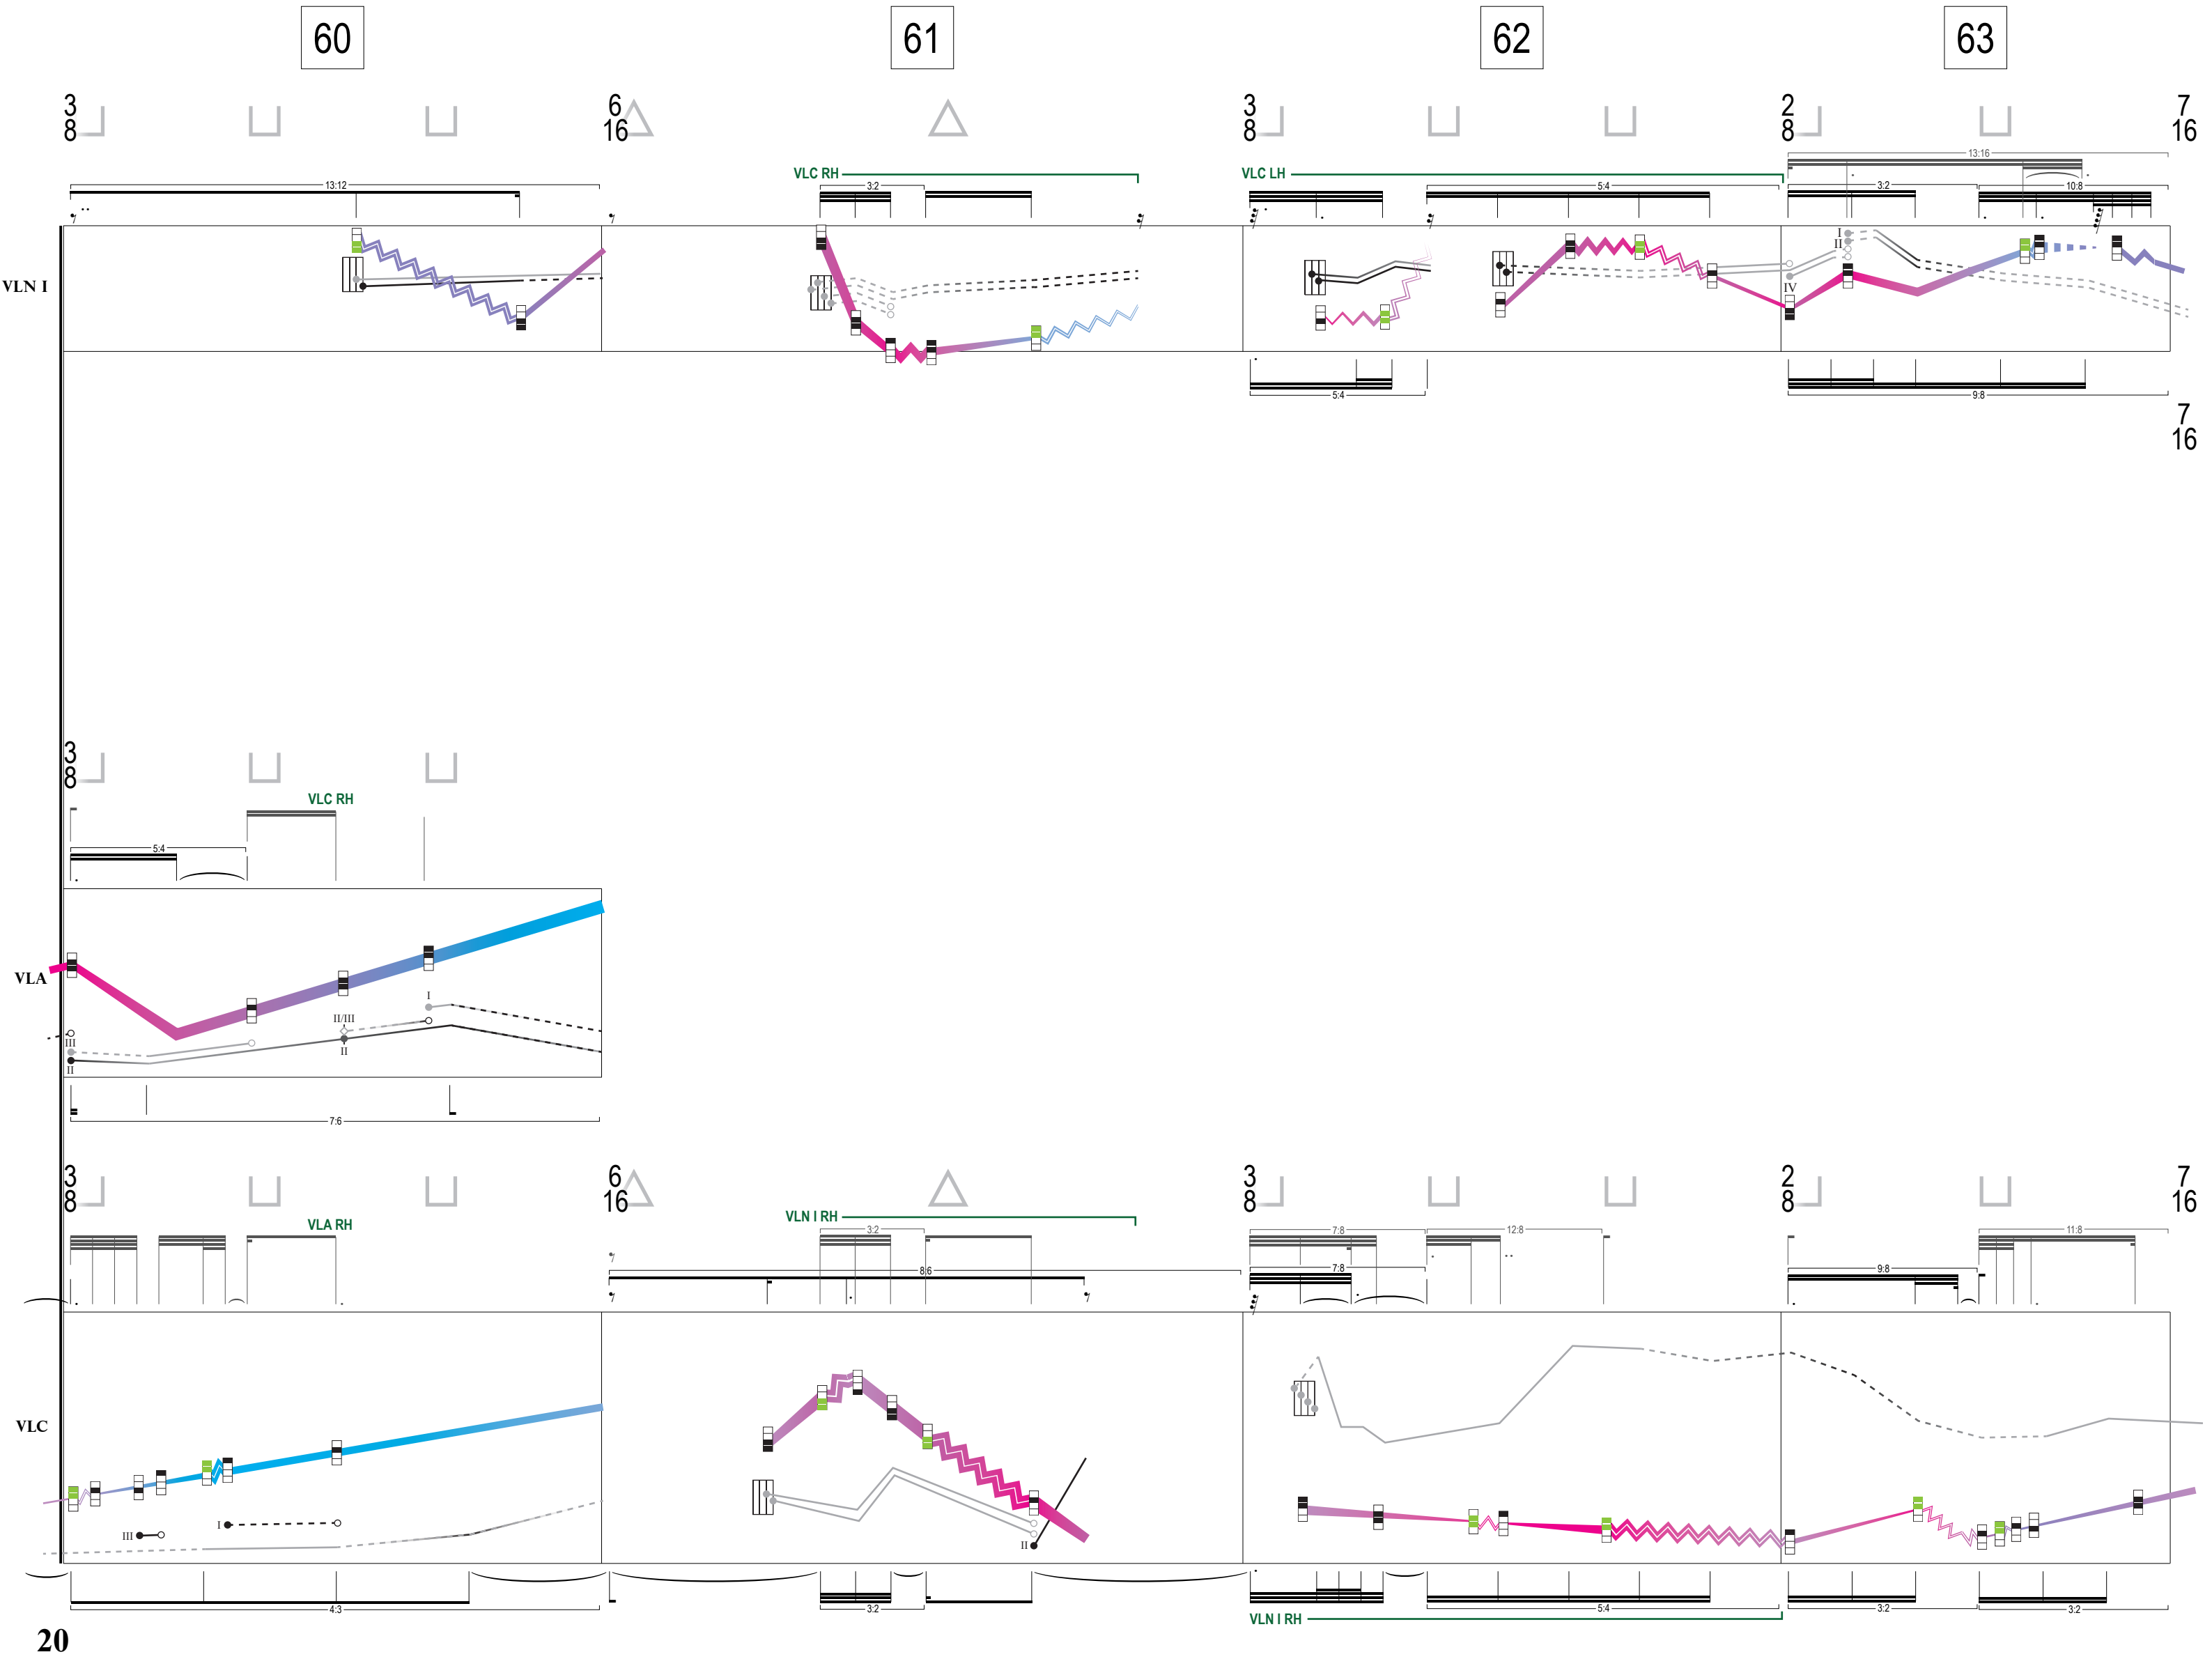 60 61 62 63
3 6 3 2 7
8 16 8 8 16
13:16
VLC RH VLC LH
13:12 3:2 5:4 3:2 10:8
I
II
VLN I
IV
5:4 9:8
7
16
3
8
VLC RH
5:4
VLA
I
II/III
III
II
II
7:6
3 6 3 2 7
8 16 8 8 16
VLN I RH
VLA RH
3:2 7:8 12:8 11:8
8:6 7:8 9:8
VLC
I
III
II
4:3 3:2 5:4 3:2 3:2
VLN I RH
20